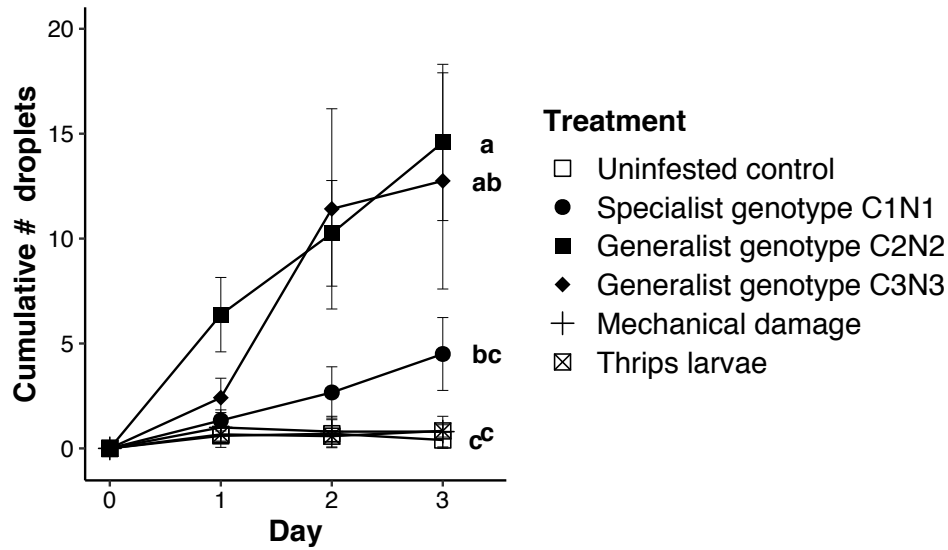 20
15
10
5
0
0
1
2
3
Cumulative # droplets
Day
a
ab
bc
c
c
Treatment
Uninfested control
Specialist genotype C1N1
Generalist genotype C2N2
Generalist genotype C3N3
Mechanical damage
Thrips larvae